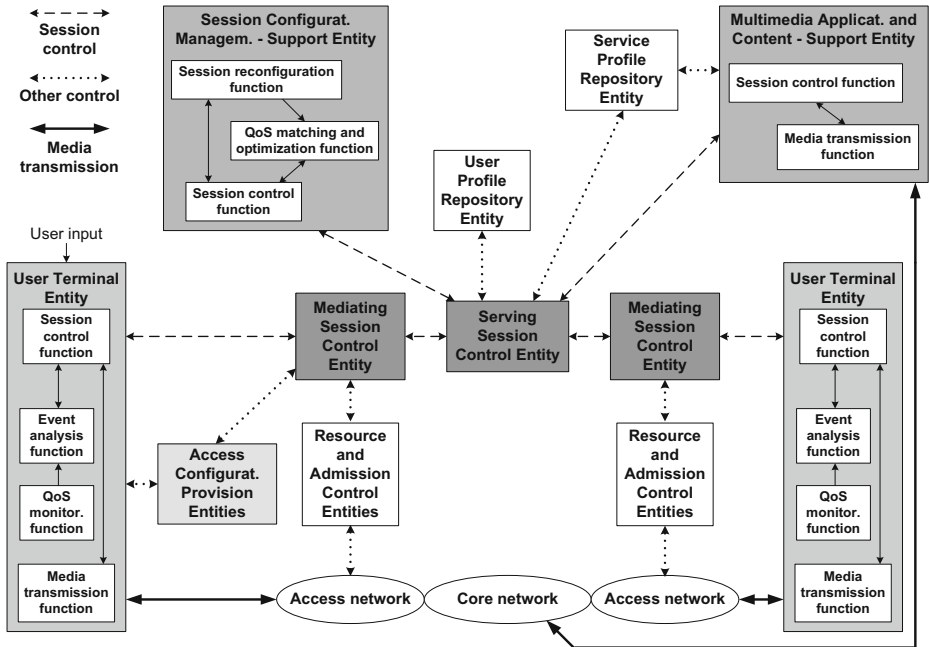 Session
control
Other control
Media
transmission
Session Configurat.
Managem. - Support Entity
Session reconfiguration
function
QoS matching and
optimization function
Session control
function
User
Profile
Repository
Entity
Service
Profile
Repository
Entity
Multimedia Applicat. and
Content - Support Entity
Session control function
Media transmission
function
User input
User Terminal
Entity
Session
control
function
Event
analysis
function
QoS
monitor.
function
Media
transmission
function
Mediating
Session
Control
Entity
Serving
Session
Control Entity
Mediating
Session
Control
Entity
Access
Configurat.
Provision
Entities
Resource
and
Admission
Control
Entities
Resource
and
Admission
Control
Entities
User Terminal
Entity
Session
control
function
Event
analysis
function
QoS
monitor.
function
Media
transmission
function
Access network
Core network
Access network